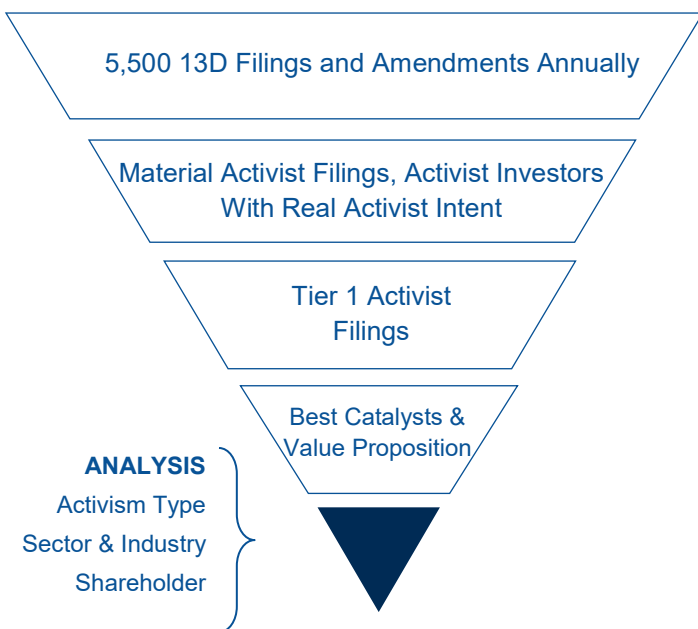 5,500 13D Filings and Amendments Annually
Material Activist Filings, Activist Investors
With Real Activist Intent
Tier 1 Activist
Filings
Best Catalysts &
Value Proposition
ANALYSIS
Activism Type
Sector & Industry
Shareholder